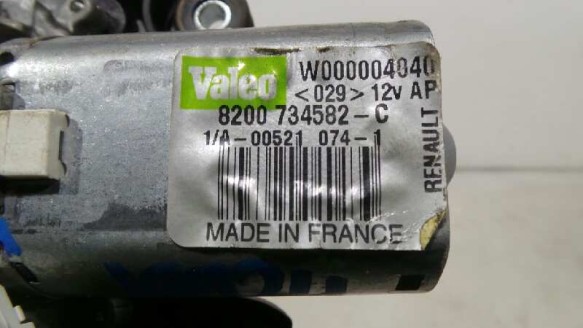 Valeo
W000004040
<029> 12v AP
8200 734582-C
1/A-00521 074-1
RENAULT
MADE IN FRANCE